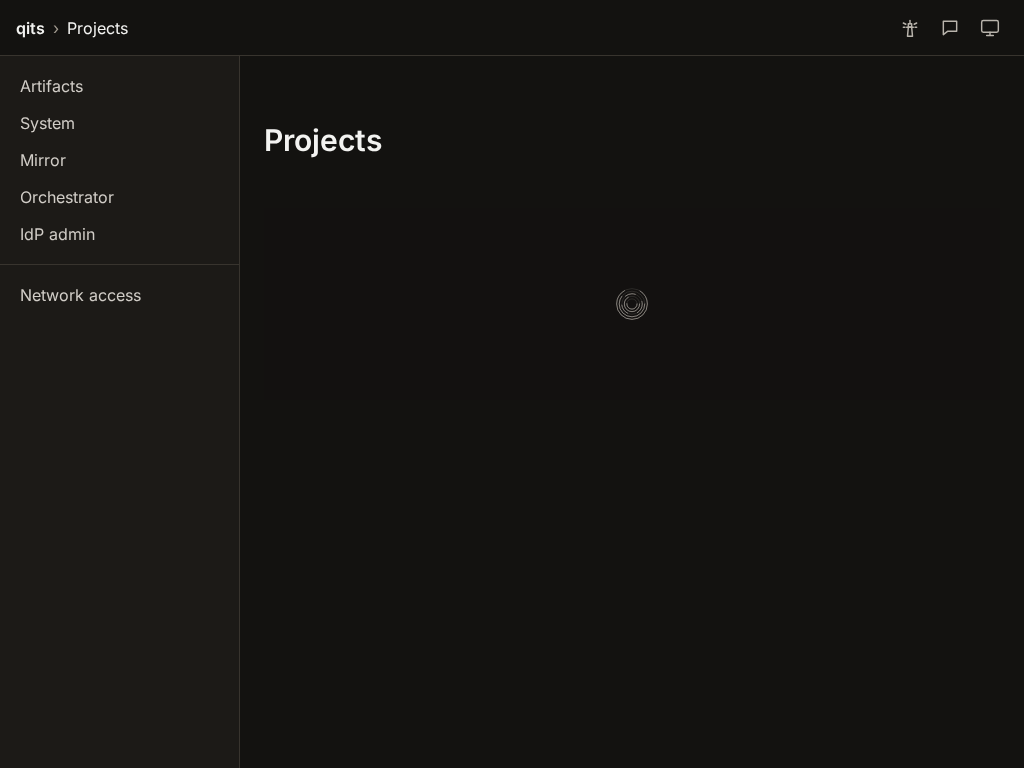 qits › Projects
Artifacts
System
Mirror
Orchestrator
IdP admin
Network access
Projects